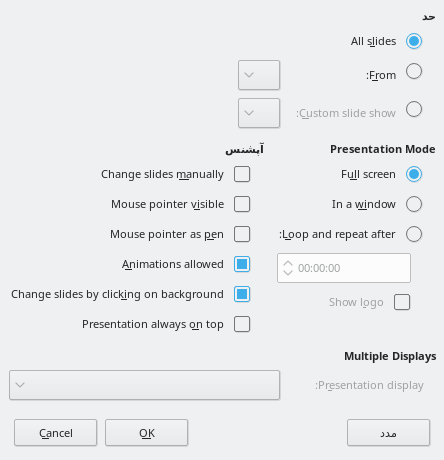 حد
All slides
From:
Custom slide show:
Presentation Mode
Full screen
In a window
Loop and repeat after:
00:00:00
Show logo
آپشنس
Change slides manually
Mouse pointer visible
Mouse pointer as pen
Animations allowed
Change slides by clicking on background
Presentation always on top
Multiple Displays
Presentation display:
مدد
OK
Cancel